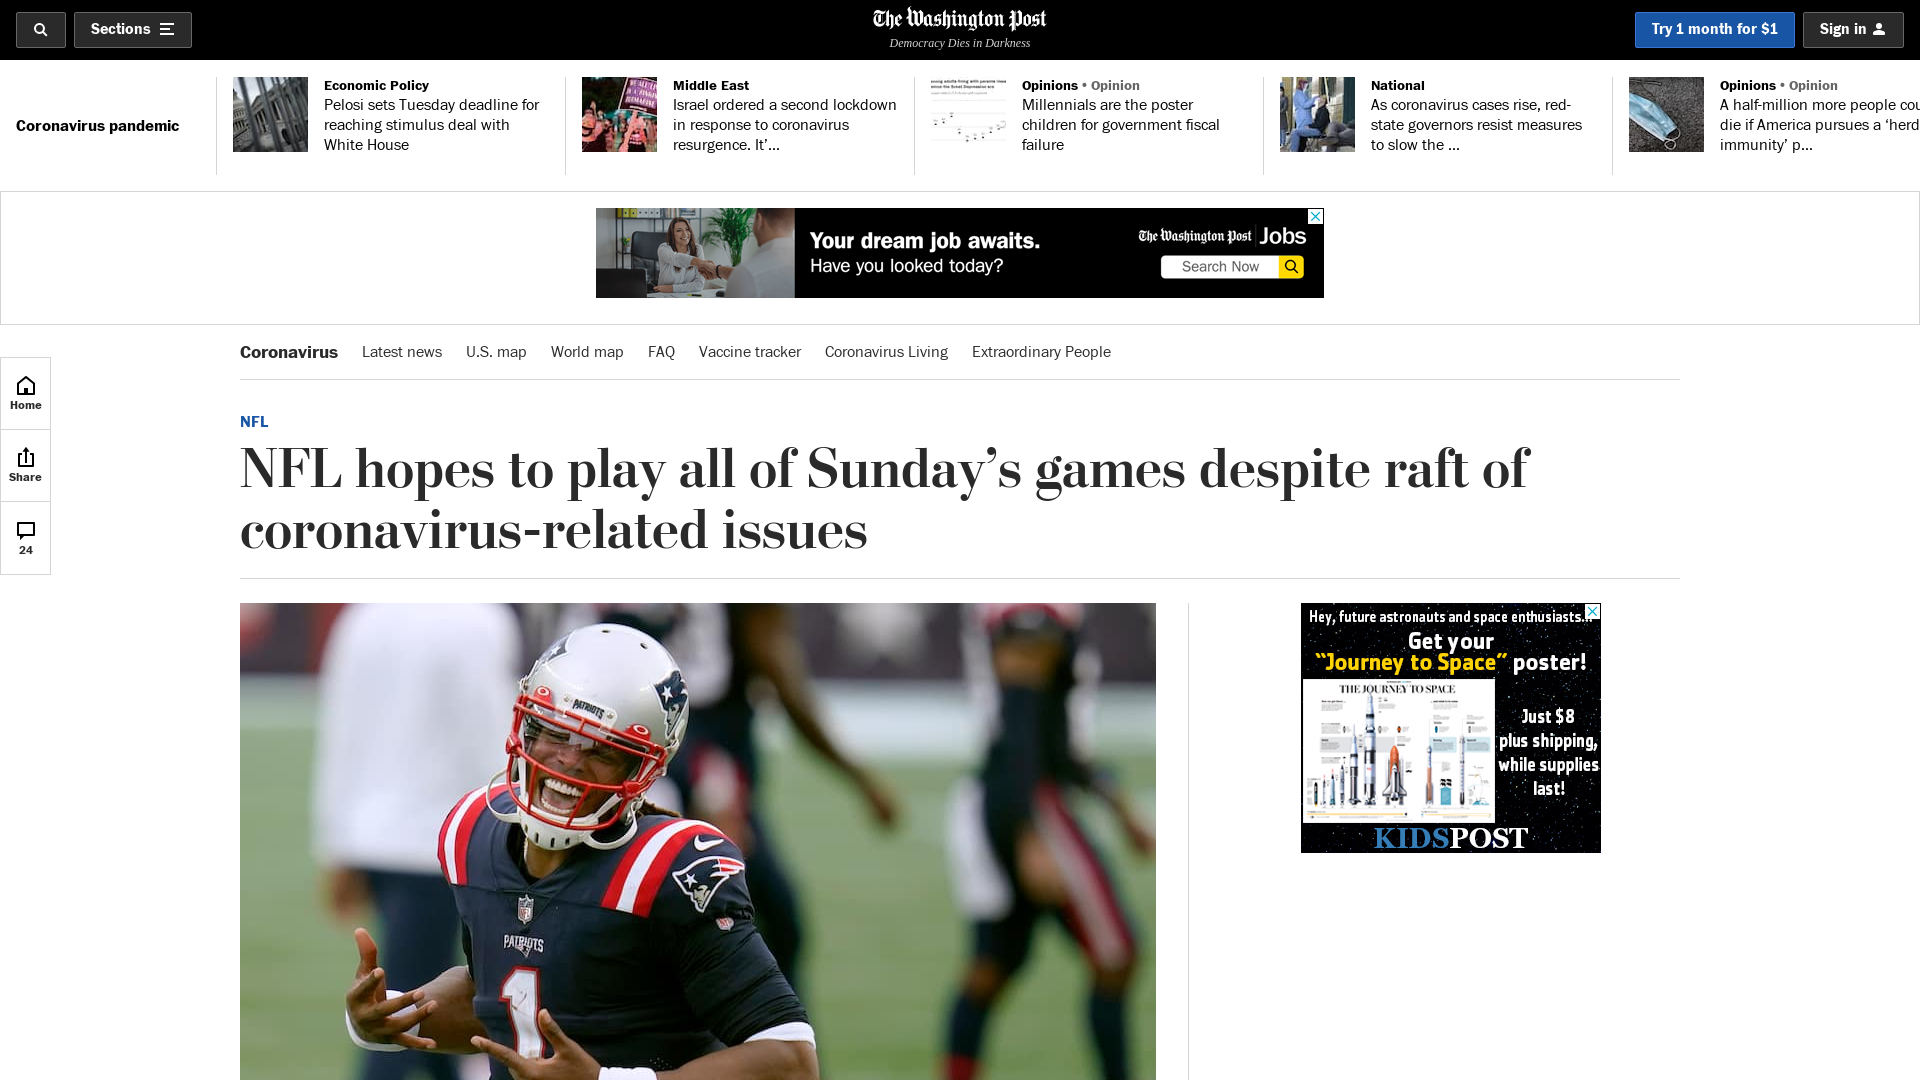 Sections
The Washington Post
Democracy Dies in Darkness
Try 1 month for $1
Sign in
Coronavirus pandemic
Economic Policy
Pelosi sets Tuesday deadline for
reaching stimulus deal with
White House
Middle East
Israel ordered a second lockdown
in response to coronavirus
resurgence. It’s...
Opinions • Opinion
Millennials are the poster
children for government fiscal
failure
National
As coronavirus cases rise, red-
state governors resist measures
to slow the ...
Opinions • Opinion
A half-million more people cou
die if America pursues a ‘herd
immunity’ p...
Your dream job awaits.
Have you looked today?
The Washington Post Jobs
Search Now
Coronavirus Latest news U.S. map World map FAQ Vaccine tracker Coronavirus Living Extraordinary People
Home
Share
24
NFL
NFL hopes to play all of Sunday’s games despite raft of
coronavirus-related issues
PATRIOTS
NFL
PATRIOTS
1
Hey, future astronauts and space enthusiasts...
Get your
“Journey to Space” poster!
THE JOURNEY TO SPACE
Just $8
plus shipping,
while supplies
last!
KIDSPOST